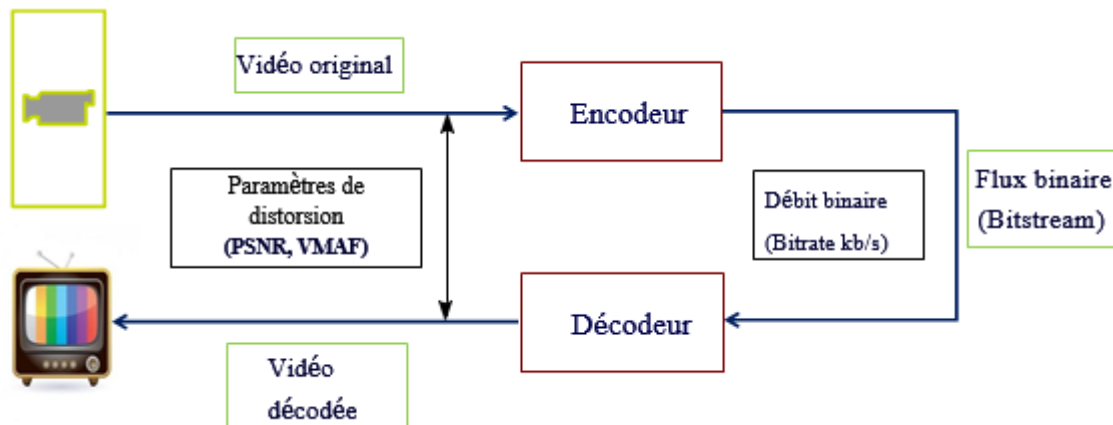 Vidéo original
Encodeur
Paramètres de
distorsion
(PSNR, VMAF)
Débit binaire
(Bitrate kb/s)
Flux binaire
(Bitstream)
Décodeur
Vidéo
décodée